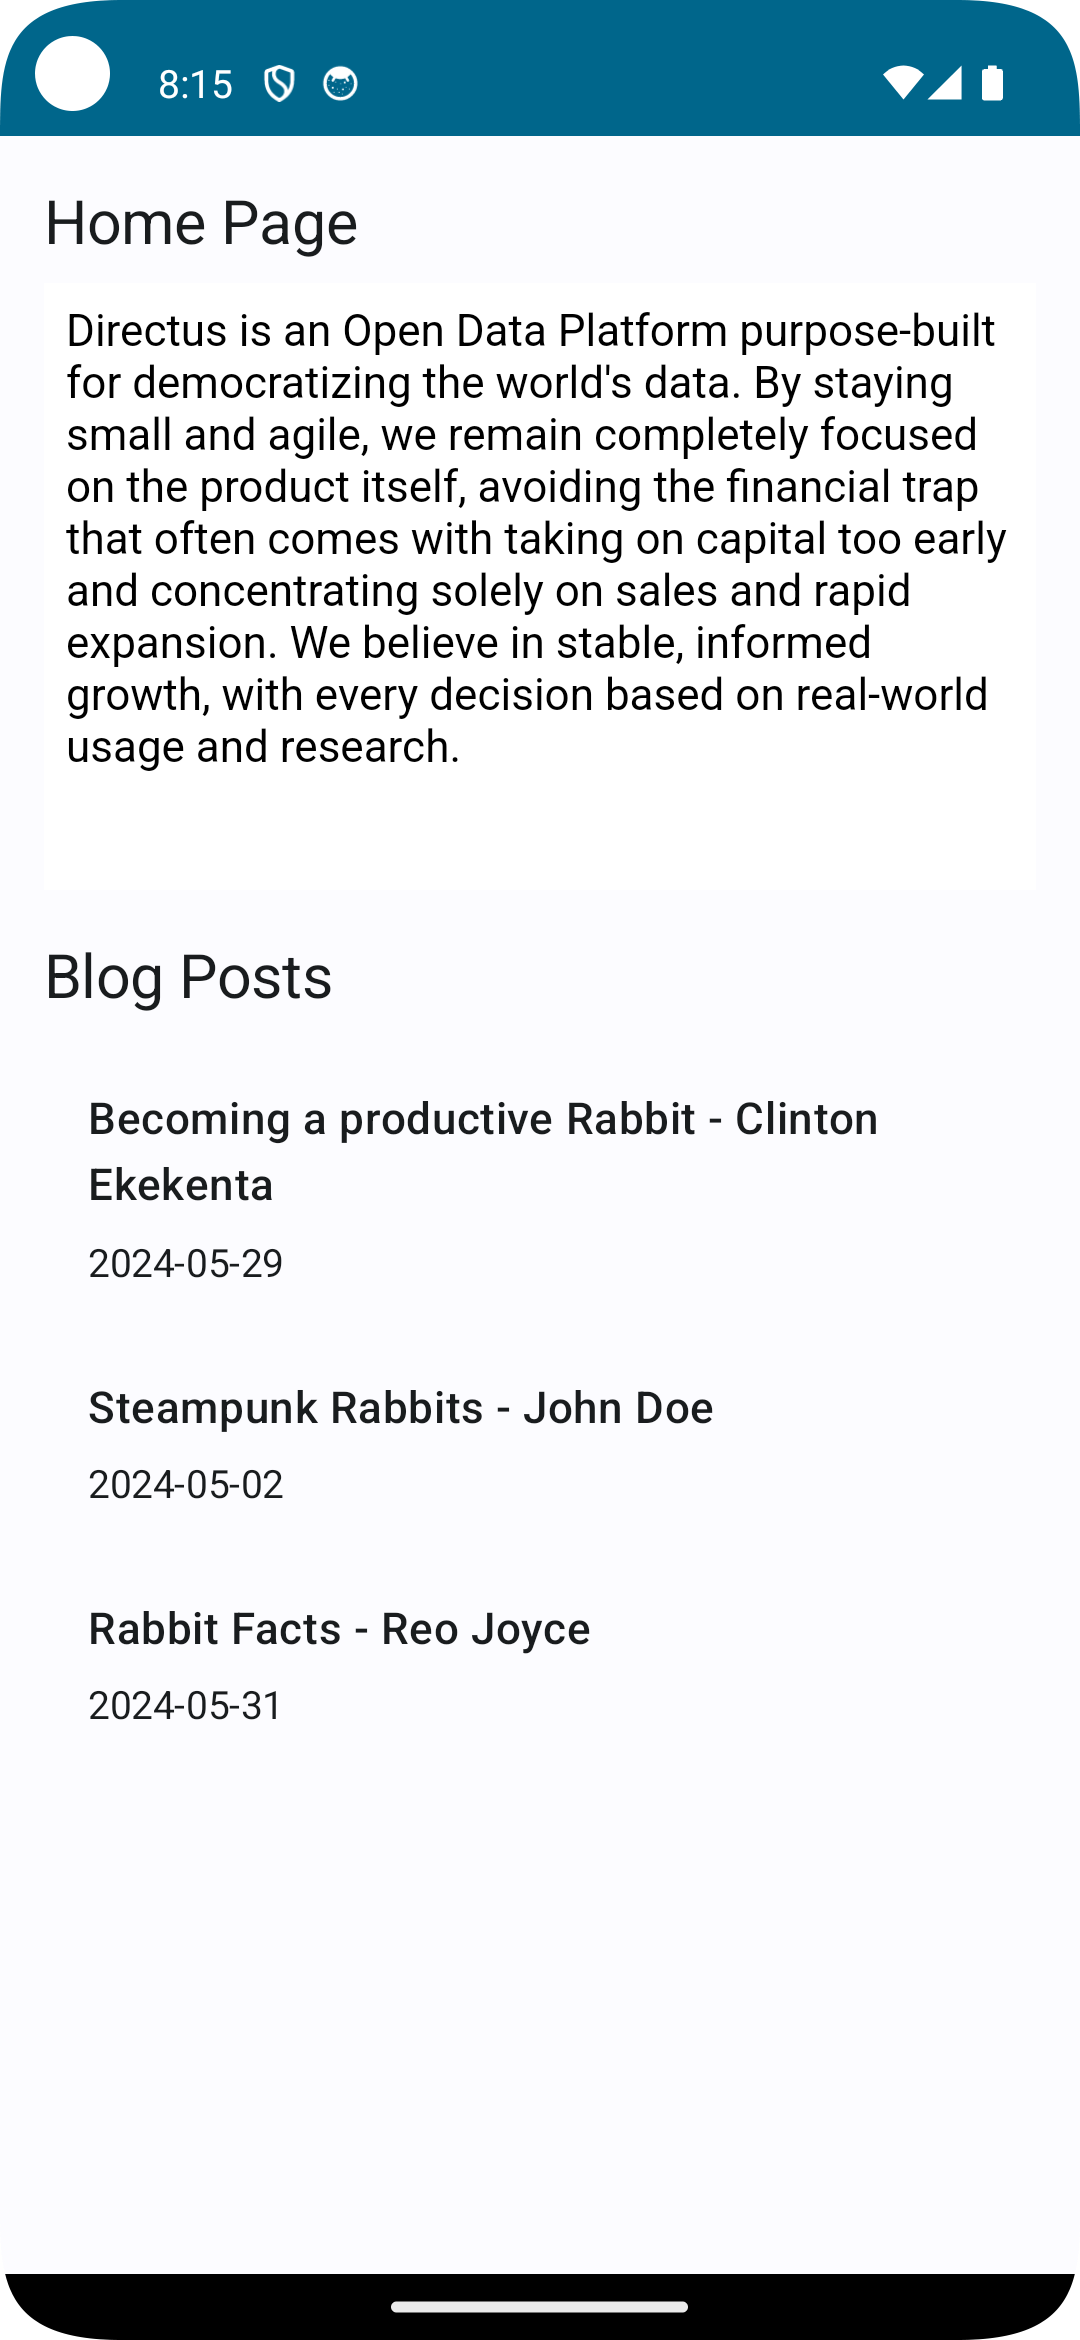 8:15
Home Page
Directus is an Open Data Platform purpose-built
for democratizing the world's data. By staying
small and agile, we remain completely focused
on the product itself, avoiding the financial trap
that often comes with taking on capital too early
and concentrating solely on sales and rapid
expansion. We believe in stable, informed
growth, with every decision based on real-world
usage and research.
Blog Posts
Becoming a productive Rabbit - Clinton
Ekekenta
2024-05-29
Steampunk Rabbits - John Doe
2024-05-02
Rabbit Facts - Reo Joyce
2024-05-31